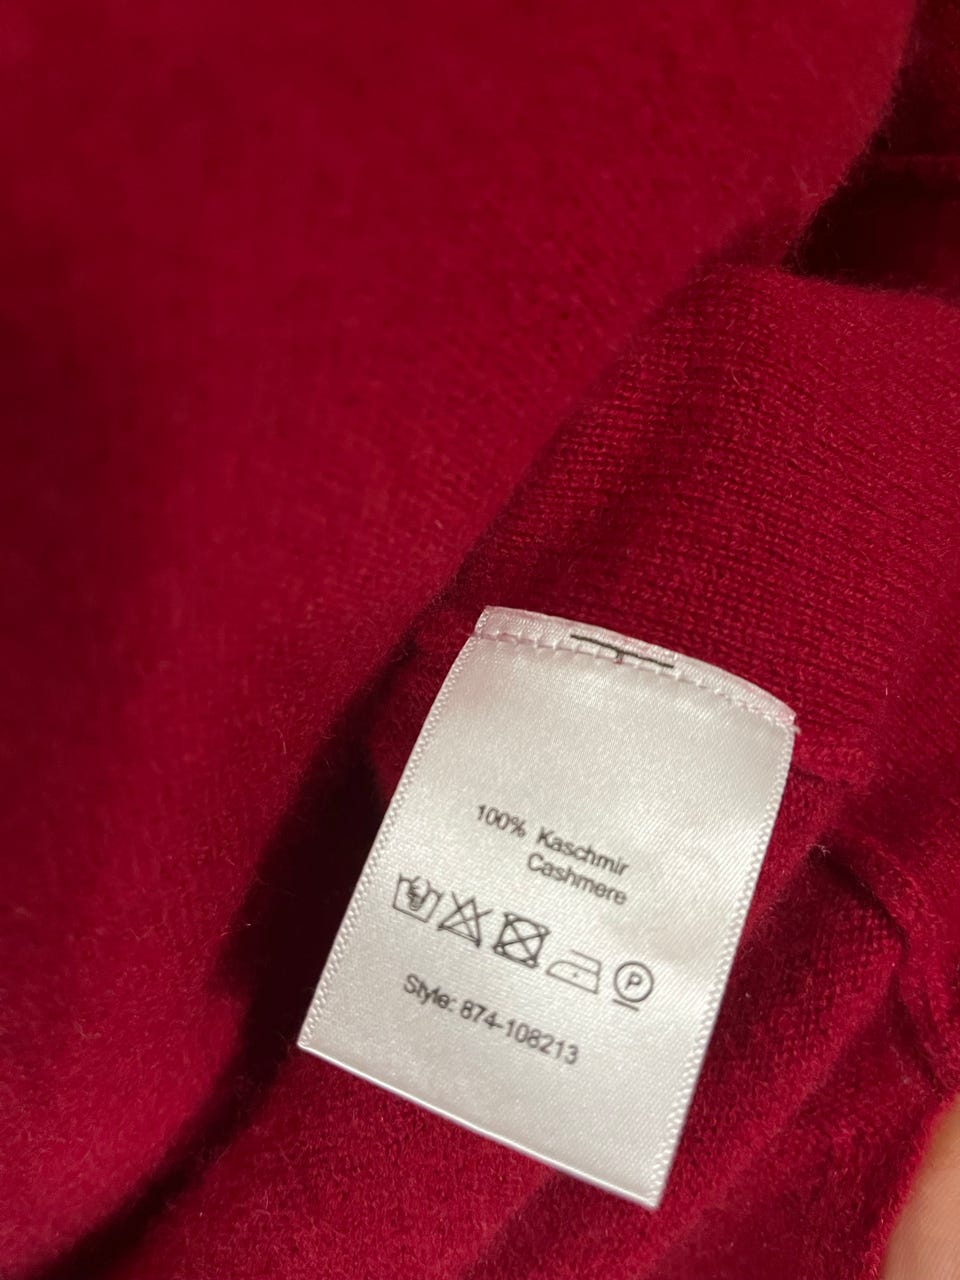 100% Kaschmir
Cashmere
P
Style: 874-108213